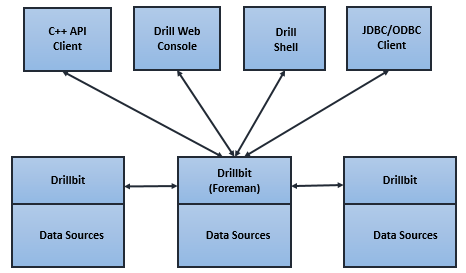 C++ API
Client
Drill Web
Console
Drill
Shell
JDBC/ODBC
Client
Drillbit
Drillbit
(Foreman)
Drillbit
Data Sources
Data Sources
Data Sources